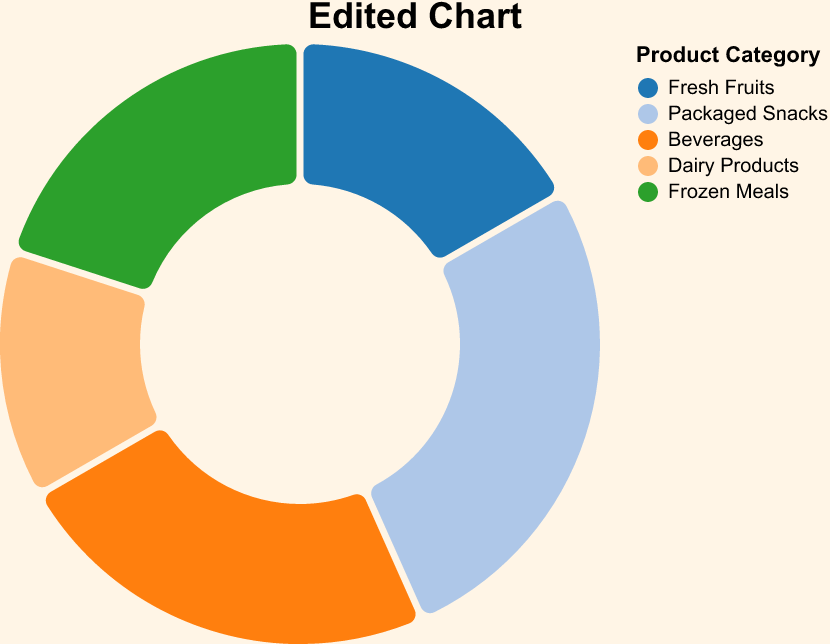 Edited Chart
Product Category
Fresh Fruits
Packaged Snacks
Beverages
Dairy Products
Frozen Meals